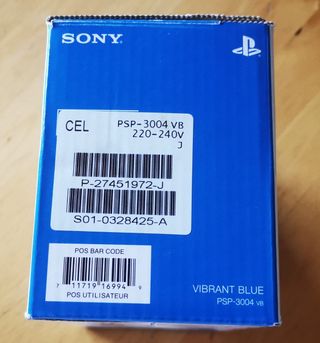 SONY
CEL PSP-3004 VB
220-240V
J
P-27451972-J
S01-0328425-A
POS BAR CODE
7 11719 16994 9
POS UTILISATEUR
VIBRANT BLUE
PSP-3004 VB